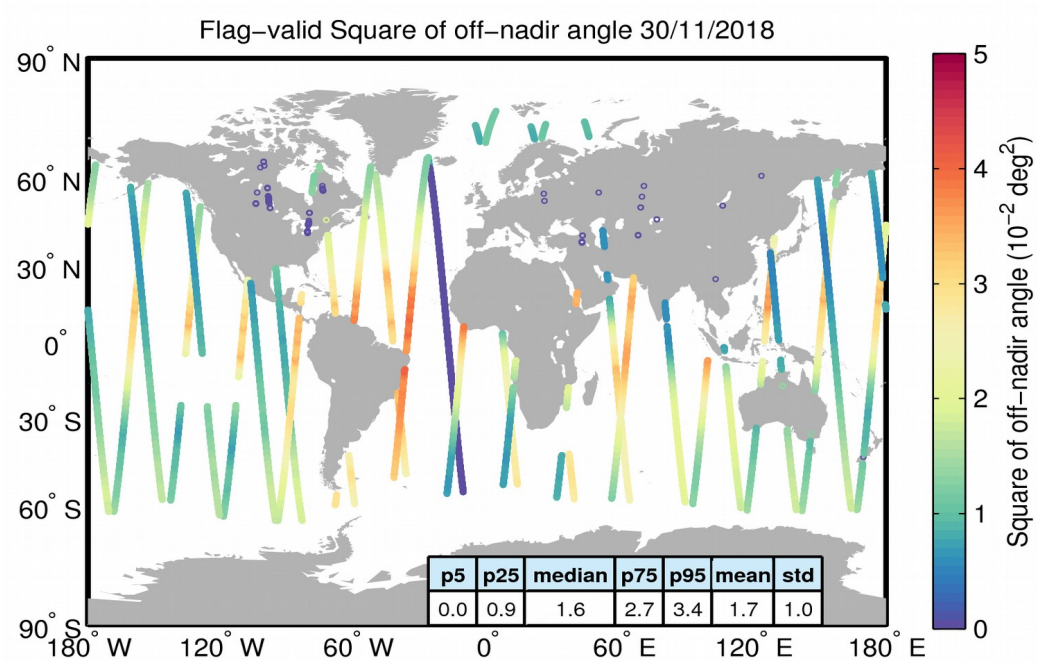 Flag−valid Square of off−nadir angle 30/11/2018
90° N
60° N
30° N
0°
30° S
60° S
90° S
180° W
120° W
60° W
0°
60° E
120° E
180° E
p5 p25 median p75 p95 mean std
0.0 0.9 1.6 2.7 3.4 1.7 1.0
5
4
3
2
1
0
Square of off−nadir angle (10⁻² deg²)